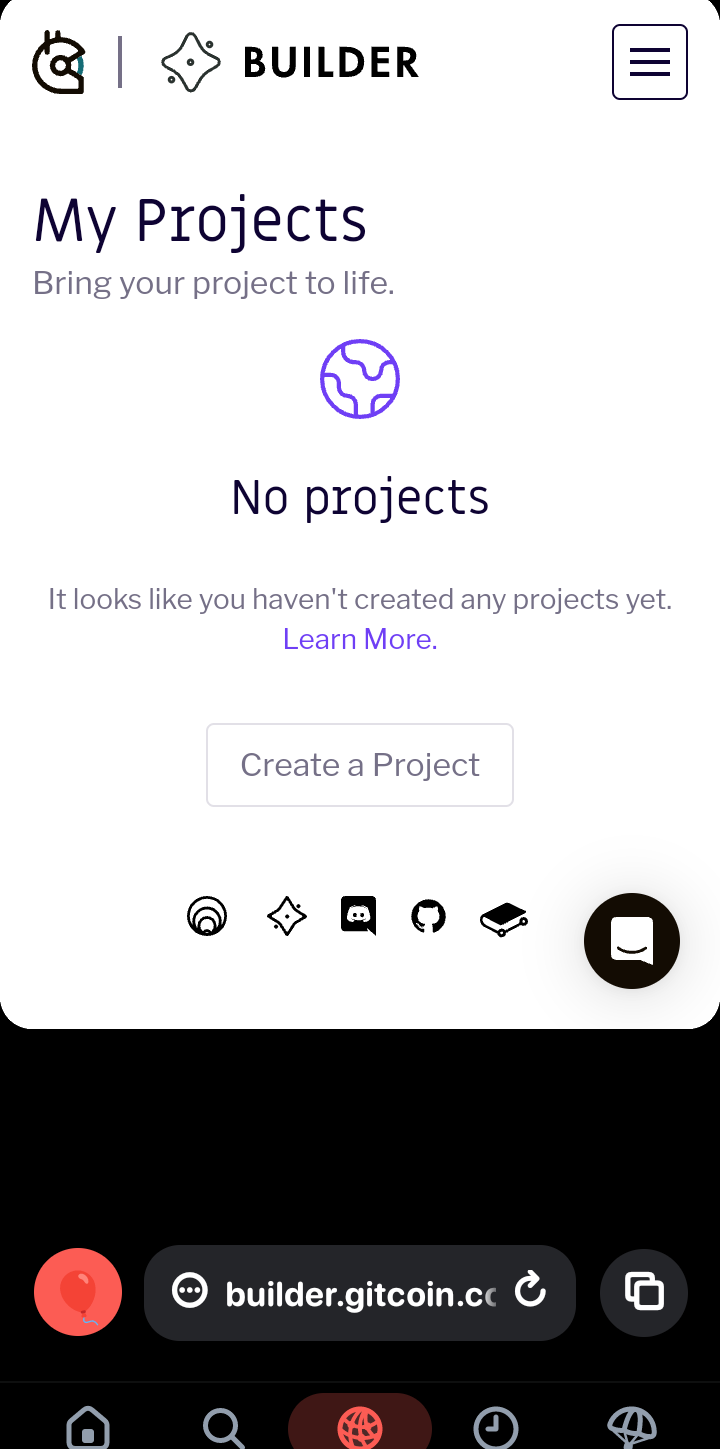 BUILDER
My Projects
Bring your project to life.
No projects
It looks like you haven't created any projects yet.
Learn More.
Create a Project
builder.gitcoin.c